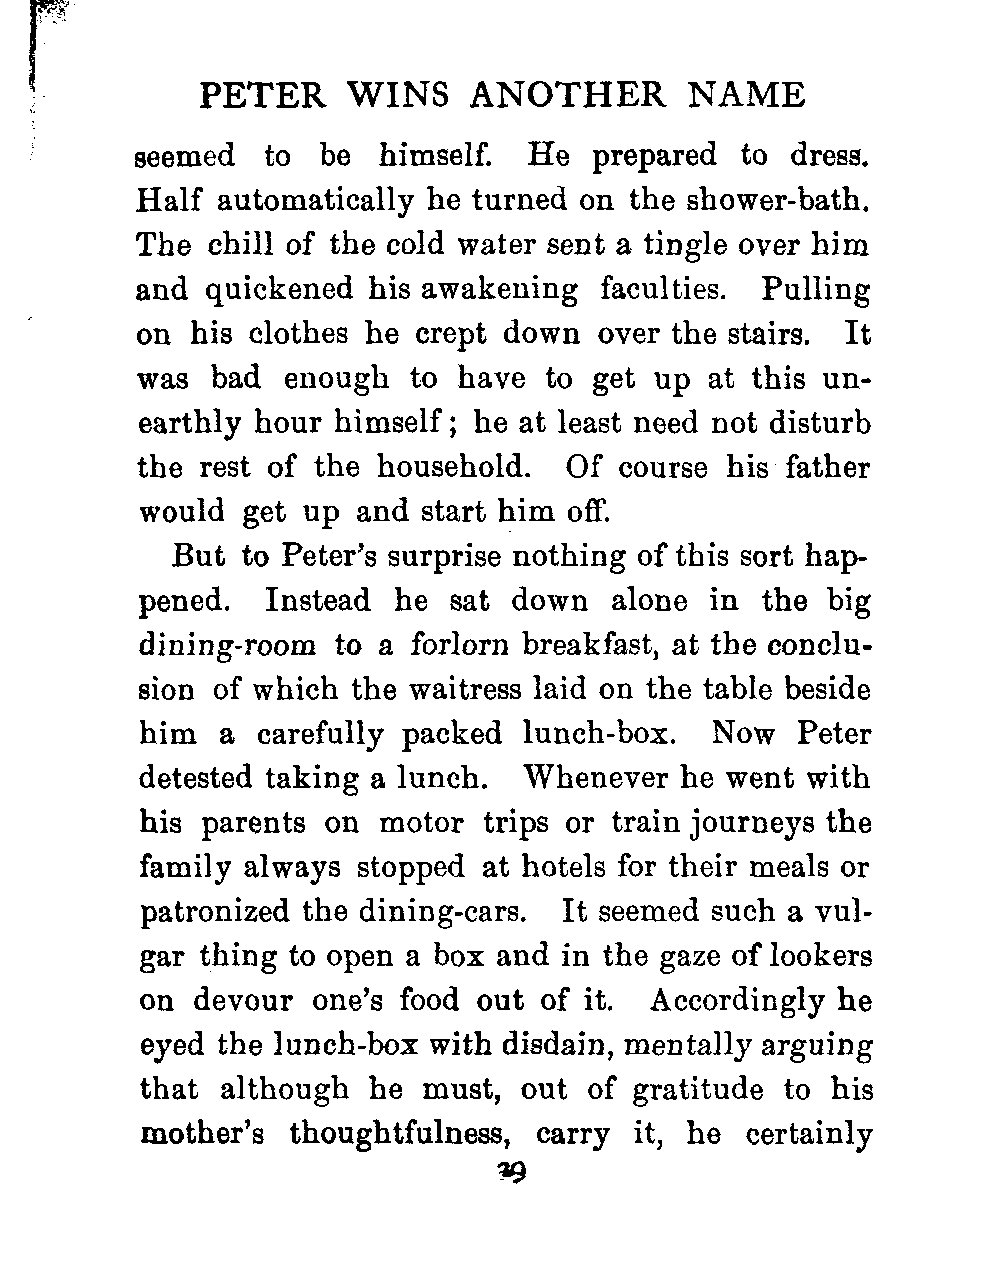 PETER WINS ANOTHER NAME
seemed to be himself. He prepared to dress.
Half automatically he turned on the shower-bath.
The chill of the cold water sent a tingle over him
and quickened his awakening faculties. Pulling
on his clothes he crept down over the stairs. It
was bad enough to have to get up at this un-
earthly hour himself; he at least need not disturb
the rest of the household. Of course his father
would get up and start him off.
But to Peter's surprise nothing of this sort hap-
pened. Instead he sat down alone in the big
dining-room to a forlorn breakfast, at the conclu-
sion of which the waitress laid on the table beside
him a carefully packed lunch-box. Now Peter
detested taking a lunch. Whenever he went with
his parents on motor trips or train journeys the
family always stopped at hotels for their meals or
patronized the dining-cars. It seemed such a vul-
gar thing to open a box and in the gaze of lookers
on devour one's food out of it. Accordingly he
eyed the lunch-box with disdain, mentally arguing
that although he must, out of gratitude to his
mother's thoughtfulness, carry it, he certainly